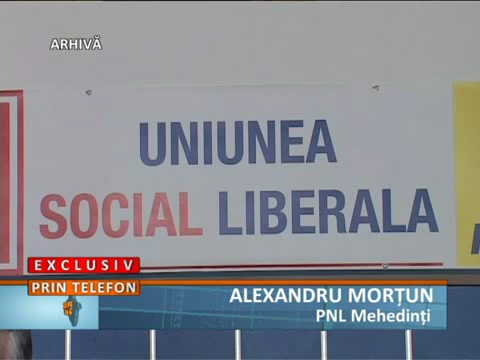 ARHIVĂ
UNIUNEA
SOCIAL LIBERALA
EXCLUSIV
PRIN TELEFON
ALEXANDRU MORȚUN
PNL Mehedinți